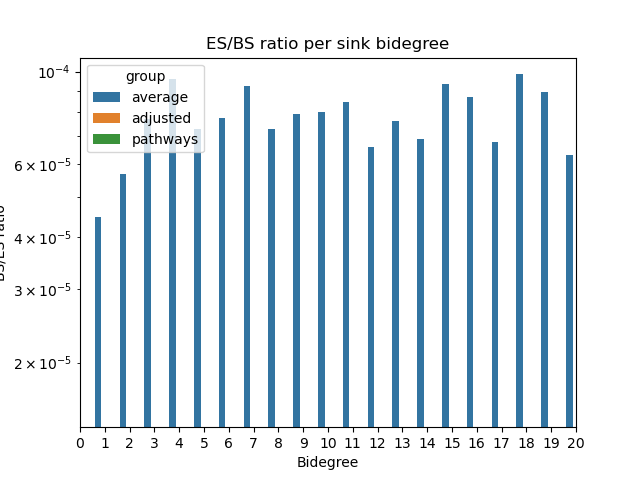 ES/BS ratio per sink bidegree
group
average
adjusted
pathways
10⁻⁴
6 × 10⁻⁵
4 × 10⁻⁵
3 × 10⁻⁵
2 × 10⁻⁵
BS/ES ratio
0 1 2 3 4 5 6 7 8 9 10 11 12 13 14 15 16 17 18 19 20
Bidegree